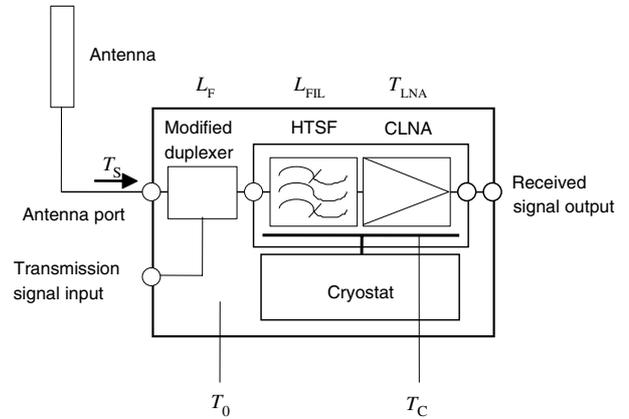 Antenna
L_F
L_FIL
T_LNA
Modified
duplexer
HTSF
CLNA
T_S
Antenna port
Received
signal output
Transmission
signal input
Cryostat
T_0
T_C